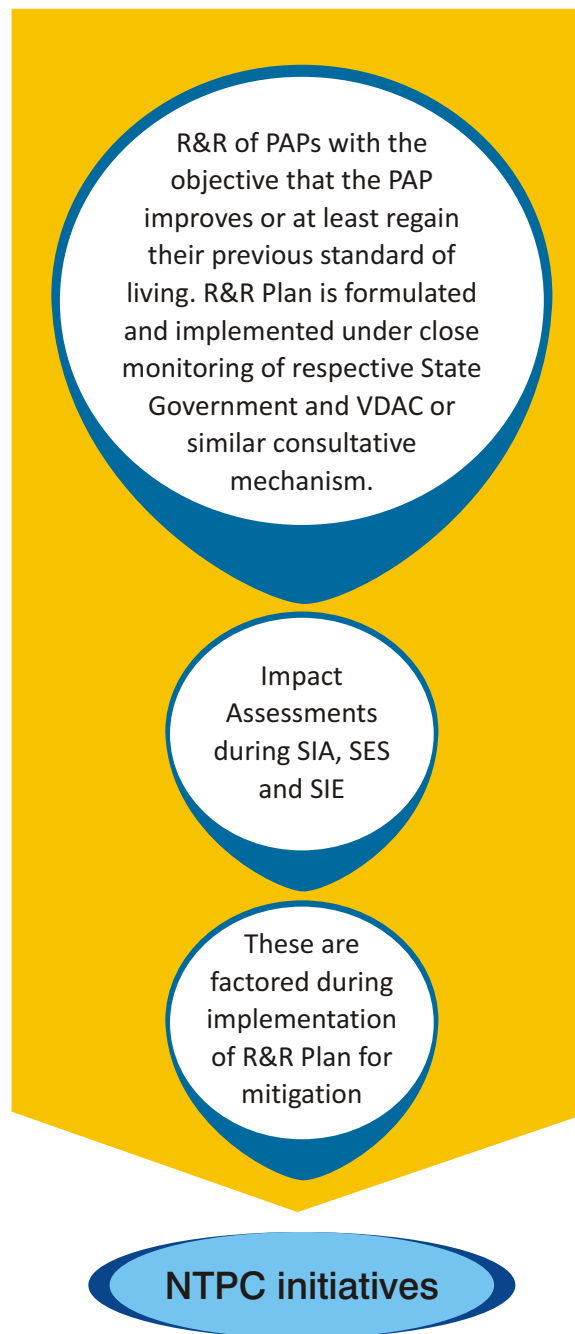 R&R of PAPs with the
objective that the PAP
improves or at least regain
their previous standard of
living. R&R Plan is formulated
and implemented under close
monitoring of respective State
Government and VDAC or
similar consultative
mechanism.
Impact
Assessments
during SIA, SES
and SIE
These are
factored during
implementation
of R&R Plan for
mitigation
NTPC initiatives